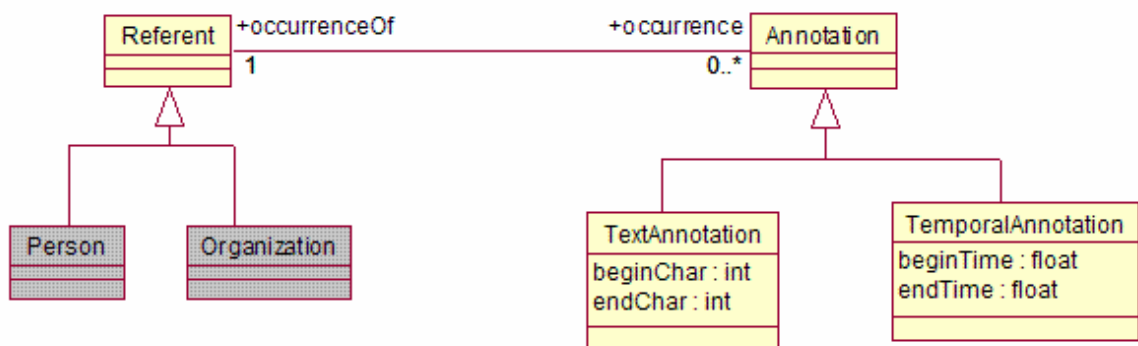 Referent
+occurrenceOf
+occurrence
Annotation
1
0..*
Person
Organization
TextAnnotation
beginChar : int
endChar : int
TemporalAnnotation
beginTime : float
endTime : float